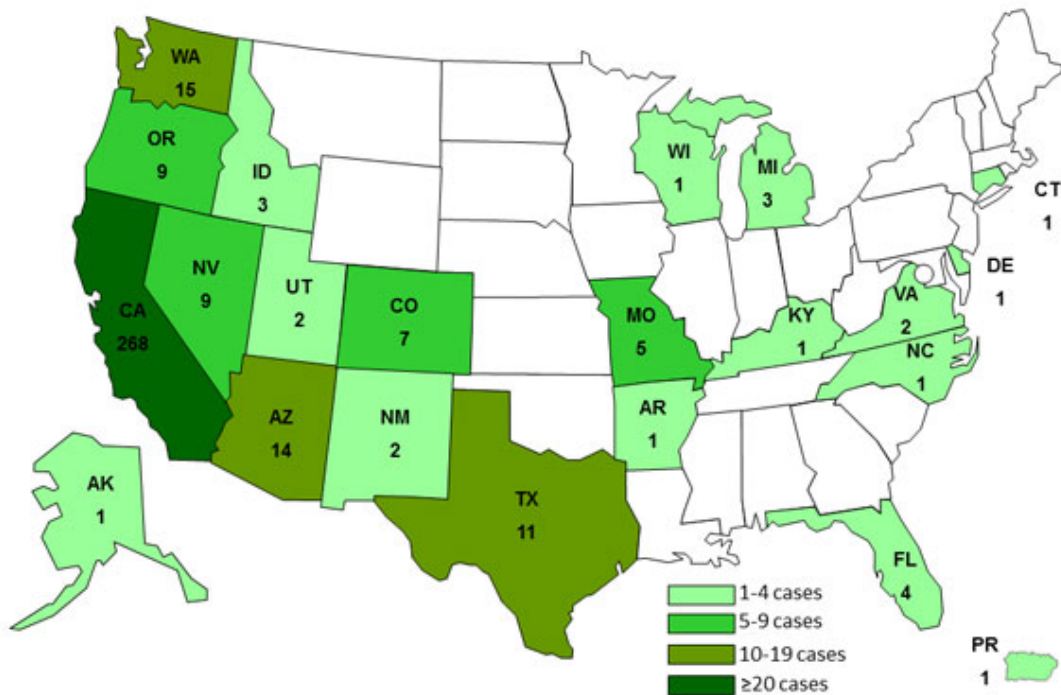 WA
15
OR
9
ID
3
WI
1
MI
3
CT
1
NV
9
UT
2
CO
7
CA
268
MO
5
KY
1
VA
2
DE
1
NC
1
AZ
14
NM
2
AR
1
TX
11
AK
1
FL
4
PR
1
1-4 cases
5-9 cases
10-19 cases
≥20 cases